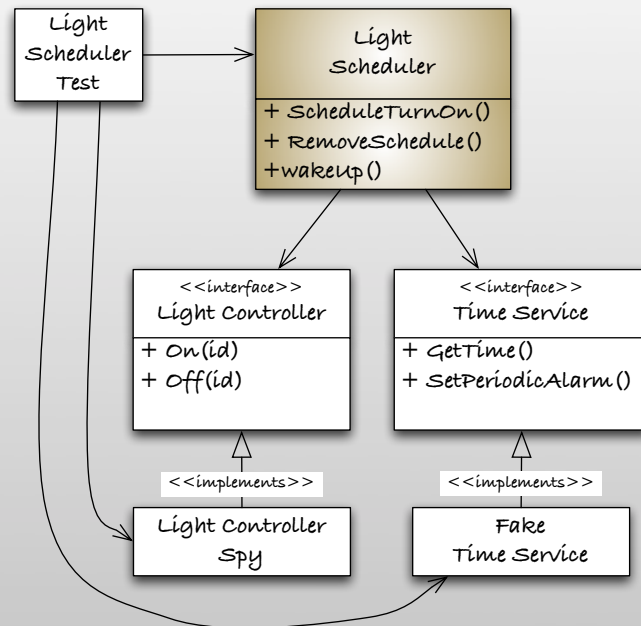 Light
Scheduler
Test
Light
Scheduler
+ ScheduleTurnOn()
+ RemoveSchedule()
+wakeUp()
<<interface>>
Light Controller
+ On(id)
+ Off(id)
<<interface>>
Time Service
+ GetTime()
+ SetPeriodicAlarm()
<<implements>>
<<implements>>
Light Controller
Spy
Fake
Time Service